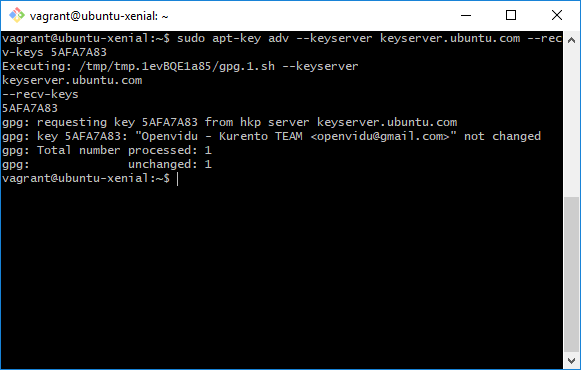 vagrant@ubuntu-xenial: ~
vagrant@ubuntu-xenial:~$ sudo apt-key adv --keyserver keyserver.ubuntu.com --rec
v-keys 5AFA7A83
Executing: /tmp/tmp.1evBQE1a85/gpg.1.sh --keyserver
keyserver.ubuntu.com
--recv-keys
5AFA7A83
gpg: requesting key 5AFA7A83 from hkp server keyserver.ubuntu.com
gpg: key 5AFA7A83: "Openvidu - Kurento TEAM <openvidu@gmail.com>" not changed
gpg: Total number processed: 1
gpg:              unchanged: 1
vagrant@ubuntu-xenial:~$